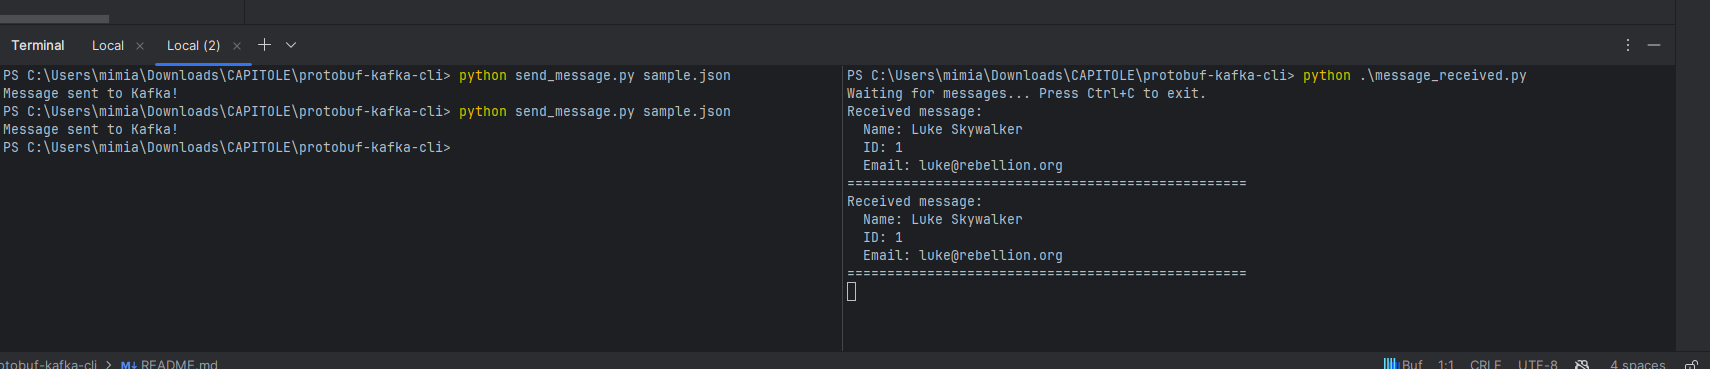 Terminal Local × Local (2) ×
PS C:\Users\mimia\Downloads\CAPITOLE\protobuf-kafka-cli> python send_message.py sample.json
Message sent to Kafka!
PS C:\Users\mimia\Downloads\CAPITOLE\protobuf-kafka-cli> python send_message.py sample.json
Message sent to Kafka!
PS C:\Users\mimia\Downloads\CAPITOLE\protobuf-kafka-cli>
PS C:\Users\mimia\Downloads\CAPITOLE\protobuf-kafka-cli> python .\message_received.py
Waiting for messages... Press Ctrl+C to exit.
Received message:
  Name: Luke Skywalker
  ID: 1
  Email: luke@rebellion.org
==================================================
Received message:
  Name: Luke Skywalker
  ID: 1
  Email: luke@rebellion.org
==================================================
otobuf-kafka-cli > M↓ README.md Buf 1:1 CRLF UTF-8 4 spaces